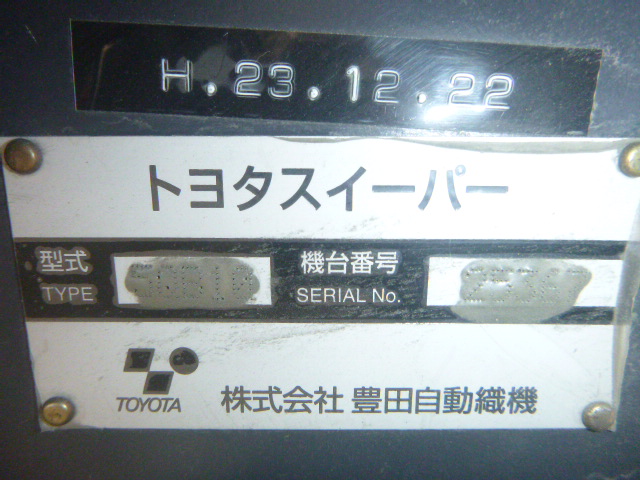 H.23.12.22
トヨタスイーパー
型式 機台番号
TYPE SERIAL No.
TOYOTA 株式会社 豊田自動織機